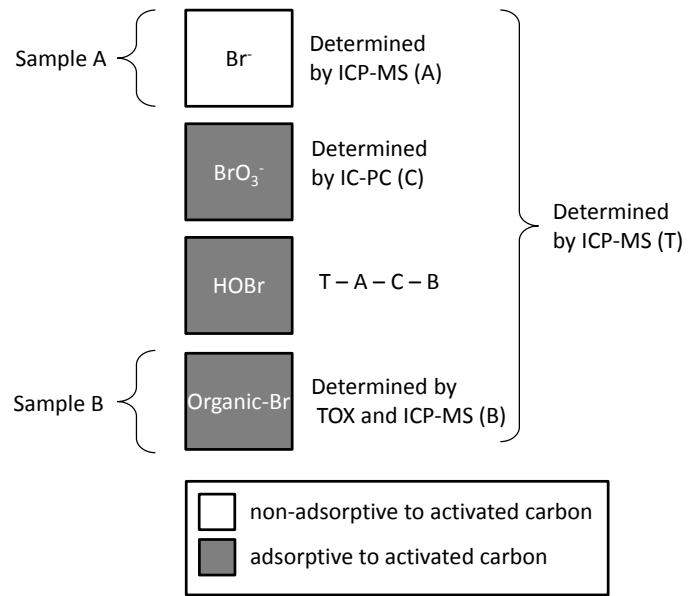 Sample A
Br⁻
Determined
by ICP-MS (A)
BrO₃⁻
Determined
by IC-PC (C)
HOBr
T – A – C – B
Determined
by ICP-MS (T)
Sample B
Organic-Br
Determined by
TOX and ICP-MS (B)
non-adsorptive to activated carbon
adsorptive to activated carbon